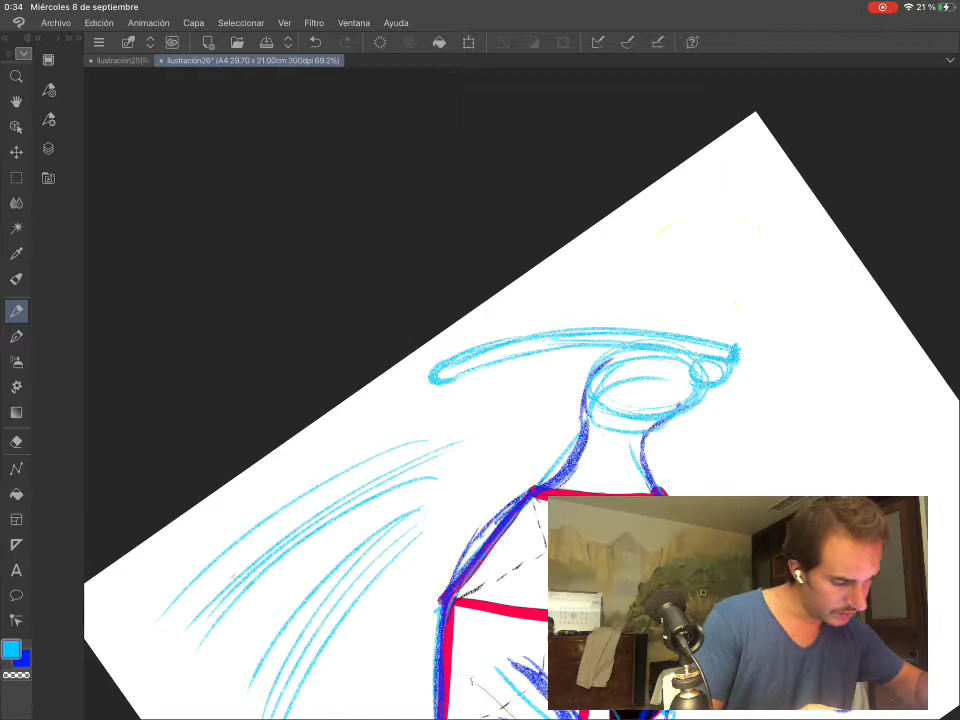 0:34 Miércoles 8 de septiembre 21 %
Archivo Edición Animación Capa Seleccionar Ver Filtro Ventana Ayuda
Ilustración25[R Ilustración26* (A4 29.70 x 21.00cm 300dpi 69.2%)
A